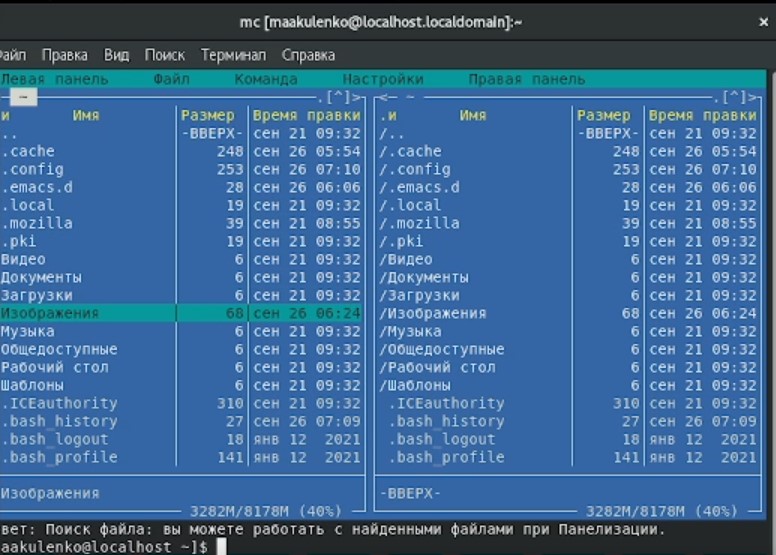 mc [maakulenko@localhost.localdomain]:~
айл Правка Вид Поиск Терминал Справка
Левая панель Файл Команда Настройки Правая панель
~ .[^]> <— ~ .[^]>
и Имя Размер Время правки .и Имя Размер Время правки
.. -ВВЕРХ- сен 21 09:32 /.. -ВВЕРХ- сен 21 09:32
.cache 248 сен 26 05:54 /.cache 248 сен 26 05:54
.config 253 сен 26 07:10 /.config 253 сен 26 07:10
.emacs.d 28 сен 26 06:06 /.emacs.d 28 сен 26 06:06
.local 19 сен 21 09:32 /.local 19 сен 21 09:32
.mozilla 39 сен 21 08:55 /.mozilla 39 сен 21 08:55
.pki 19 сен 21 09:32 /.pki 19 сен 21 09:32
Видео 6 сен 21 09:32 /Видео 6 сен 21 09:32
Документы 6 сен 21 09:32 /Документы 6 сен 21 09:32
Загрузки 6 сен 21 09:32 /Загрузки 6 сен 21 09:32
Изображения 68 сен 26 06:24 /Изображения 68 сен 26 06:24
Музыка 6 сен 21 09:32 /Музыка 6 сен 21 09:32
Общедоступные 6 сен 21 09:32 /Общедоступные 6 сен 21 09:32
Рабочий стол 6 сен 21 09:32 /Рабочий стол 6 сен 21 09:32
Шаблоны 6 сен 21 09:32 /Шаблоны 6 сен 21 09:32
.ICEauthority 310 сен 21 09:32 .ICEauthority 310 сен 21 09:32
.bash_history 27 сен 26 07:09 .bash_history 27 сен 26 07:09
.bash_logout 18 янв 12 2021 .bash_logout 18 янв 12 2021
.bash_profile 141 янв 12 2021 .bash_profile 141 янв 12 2021
Изображения -ВВЕРХ-
3282M/8178M (40%) 3282M/8178M (40%)
вет: Поиск файла: вы можете работать с найденными файлами при Панелизации.
aakulenko@localhost ~]$